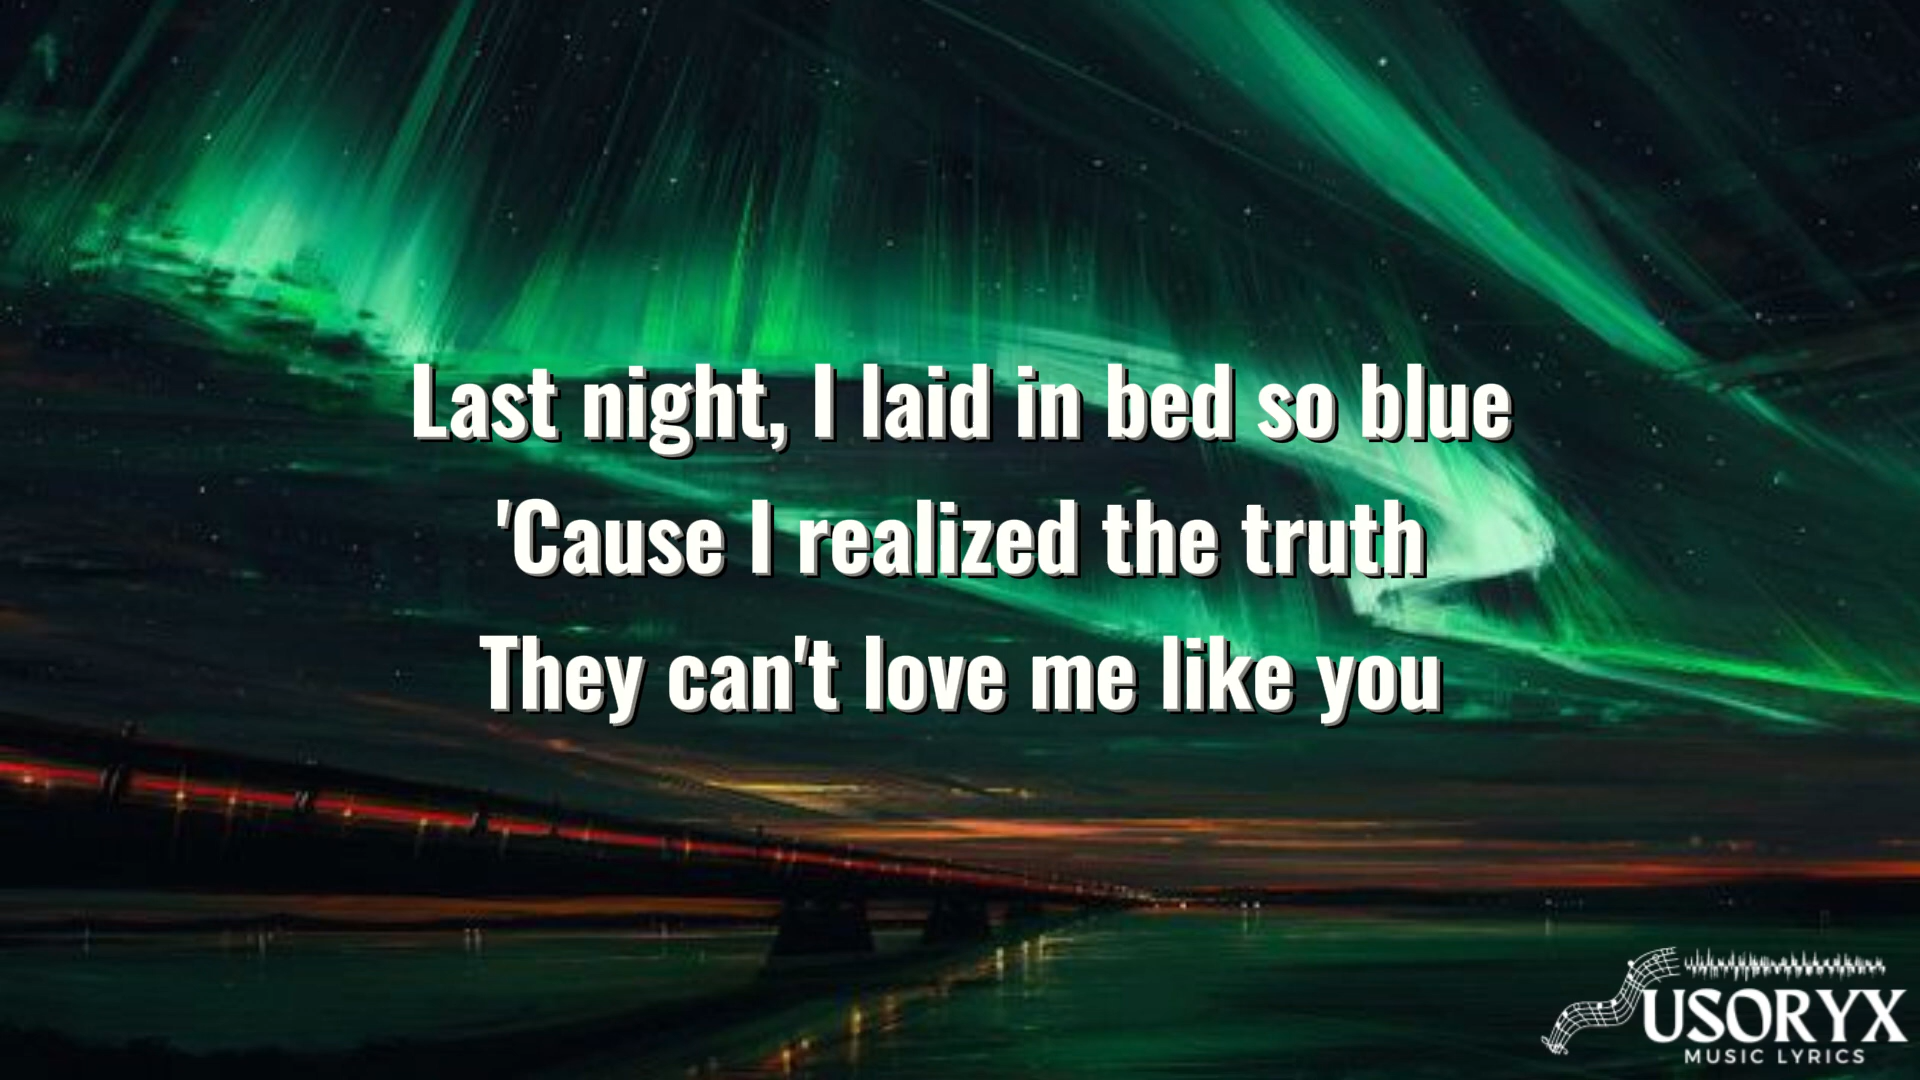 Last night, I laid in bed so blue
'Cause I realized the truth
They can't love me like you
USORYX
MUSIC LYRICS